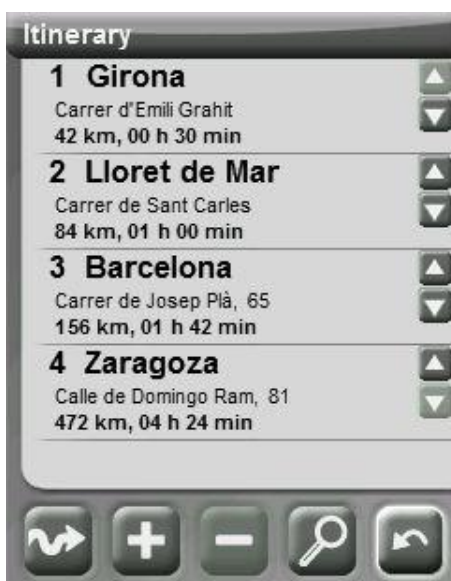 Itinerary
1 Girona
Carrer d'Emili Grahit
42 km, 00 h 30 min
2 Lloret de Mar
Carrer de Sant Carles
84 km, 01 h 00 min
3 Barcelona
Carrer de Josep Plà, 65
156 km, 01 h 42 min
4 Zaragoza
Calle de Domingo Ram, 81
472 km, 04 h 24 min